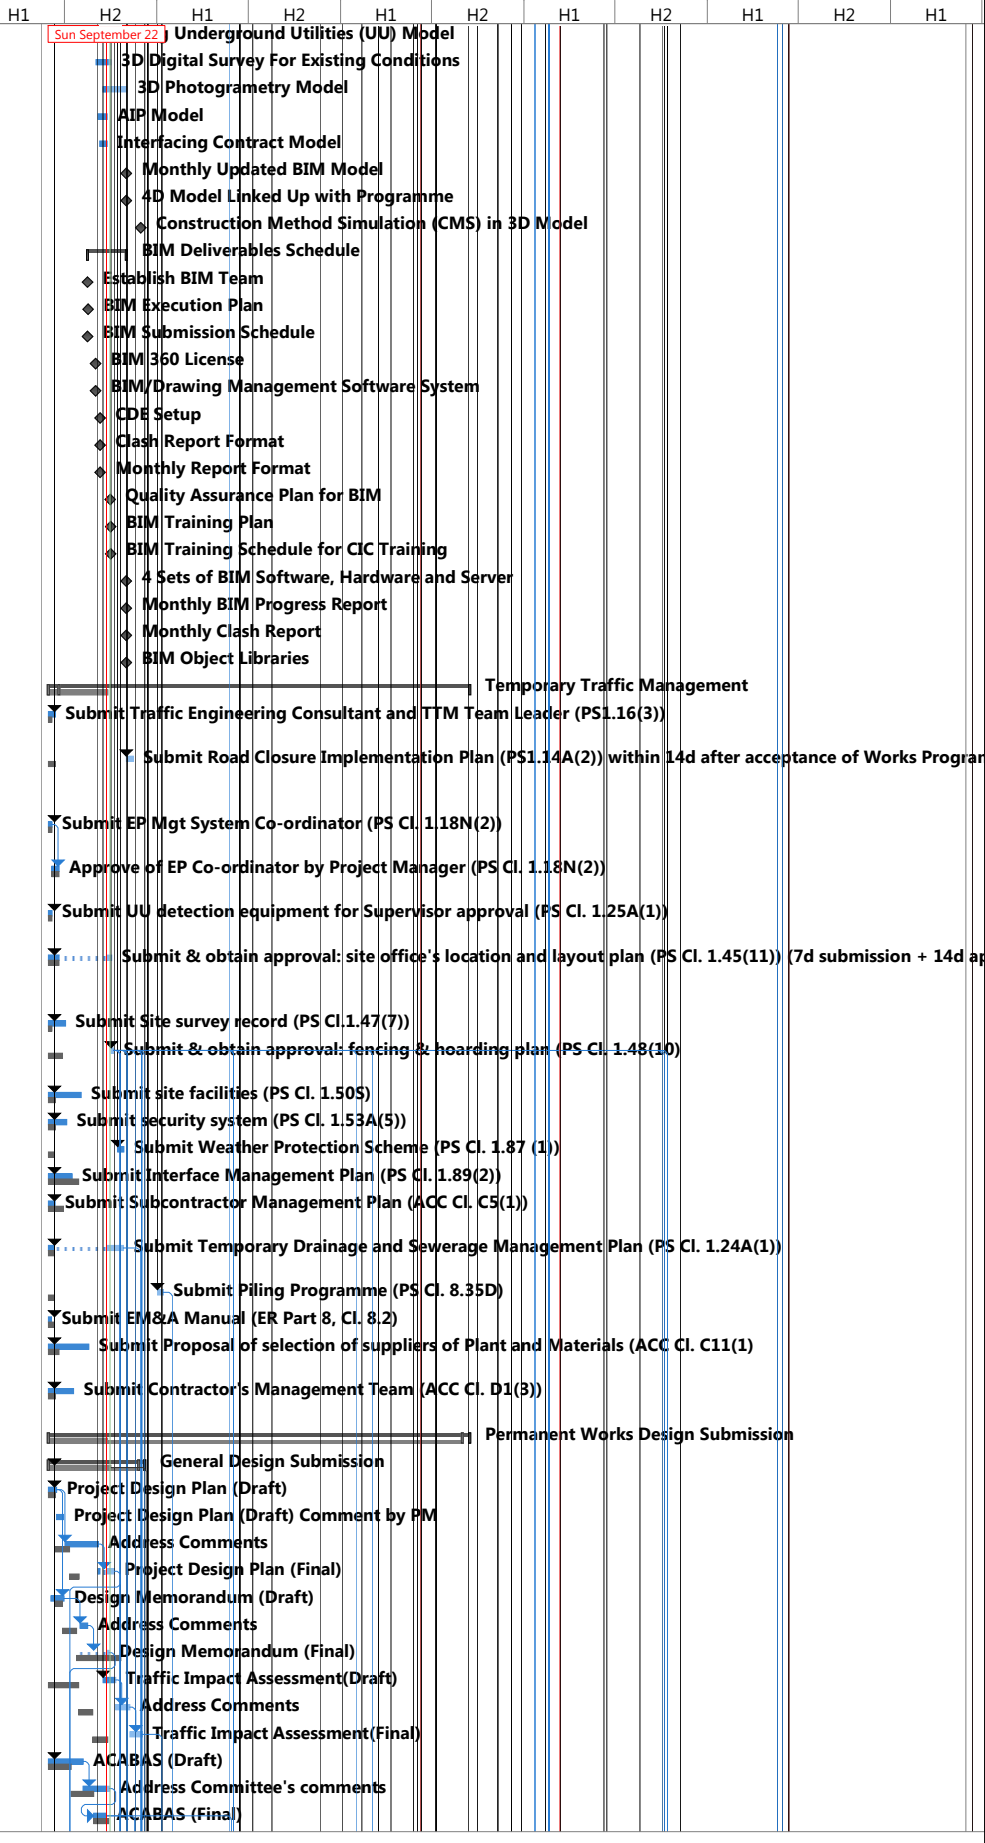 H1 H2 H1 H2 H1 H2 H1 H2 H1 H2 H1
Sun September 22
g Underground Utilities (UU) Model
3D Digital Survey For Existing Conditions
3D Photogrametry Model
AIP Model
Interfacing Contract Model
Monthly Updated BIM Model
4D Model Linked Up with Programme
Construction Method Simulation (CMS) in 3D Model
BIM Deliverables Schedule
Establish BIM Team
BIM Execution Plan
BIM Submission Schedule
BIM 360 License
BIM/Drawing Management Software System
CDE Setup
Clash Report Format
Monthly Report Format
Quality Assurance Plan for BIM
BIM Training Plan
BIM Training Schedule for CIC Training
4 Sets of BIM Software, Hardware and Server
Monthly BIM Progress Report
Monthly Clash Report
BIM Object Libraries
Temporary Traffic Management
Submit Traffic Engineering Consultant and TTM Team Leader (PS1.16(3))
Submit Road Closure Implementation Plan (PS1.14A(2)) within 14d after acceptance of Works Program
Submit EP Mgt System Co-ordinator (PS Cl. 1.18N(2))
Approve of EP Co-ordinator by Project Manager (PS Cl. 1.18N(2))
Submit UU detection equipment for Supervisor approval (PS Cl. 1.25A(1))
Submit & obtain approval: site office's location and layout plan (PS Cl. 1.45(11)) (7d submission + 14d ap
Submit Site survey record (PS Cl.1.47(7))
Submit & obtain approval: fencing & hoarding plan (PS Cl. 1.48(10)
Submit site facilities (PS Cl. 1.50S)
Submit security system (PS Cl. 1.53A(5))
Submit Weather Protection Scheme (PS Cl. 1.87 (1))
Submit Interface Management Plan (PS Cl. 1.89(2))
Submit Subcontractor Management Plan (ACC Cl. C5(1))
Submit Temporary Drainage and Sewerage Management Plan (PS Cl. 1.24A(1))
Submit Piling Programme (PS Cl. 8.35D)
Submit EM&A Manual (ER Part 8, Cl. 8.2)
Submit Proposal of selection of suppliers of Plant and Materials (ACC Cl. C11(1)
Submit Contractor's Management Team (ACC Cl. D1(3))
Permanent Works Design Submission
General Design Submission
Project Design Plan (Draft)
Project Design Plan (Draft) Comment by PM
Address Comments
Project Design Plan (Final)
Design Memorandum (Draft)
Address Comments
Design Memorandum (Final)
Traffic Impact Assessment(Draft)
Address Comments
Traffic Impact Assessment(Final)
ACABAS (Draft)
Address Committee's comments
ACABAS (Final)